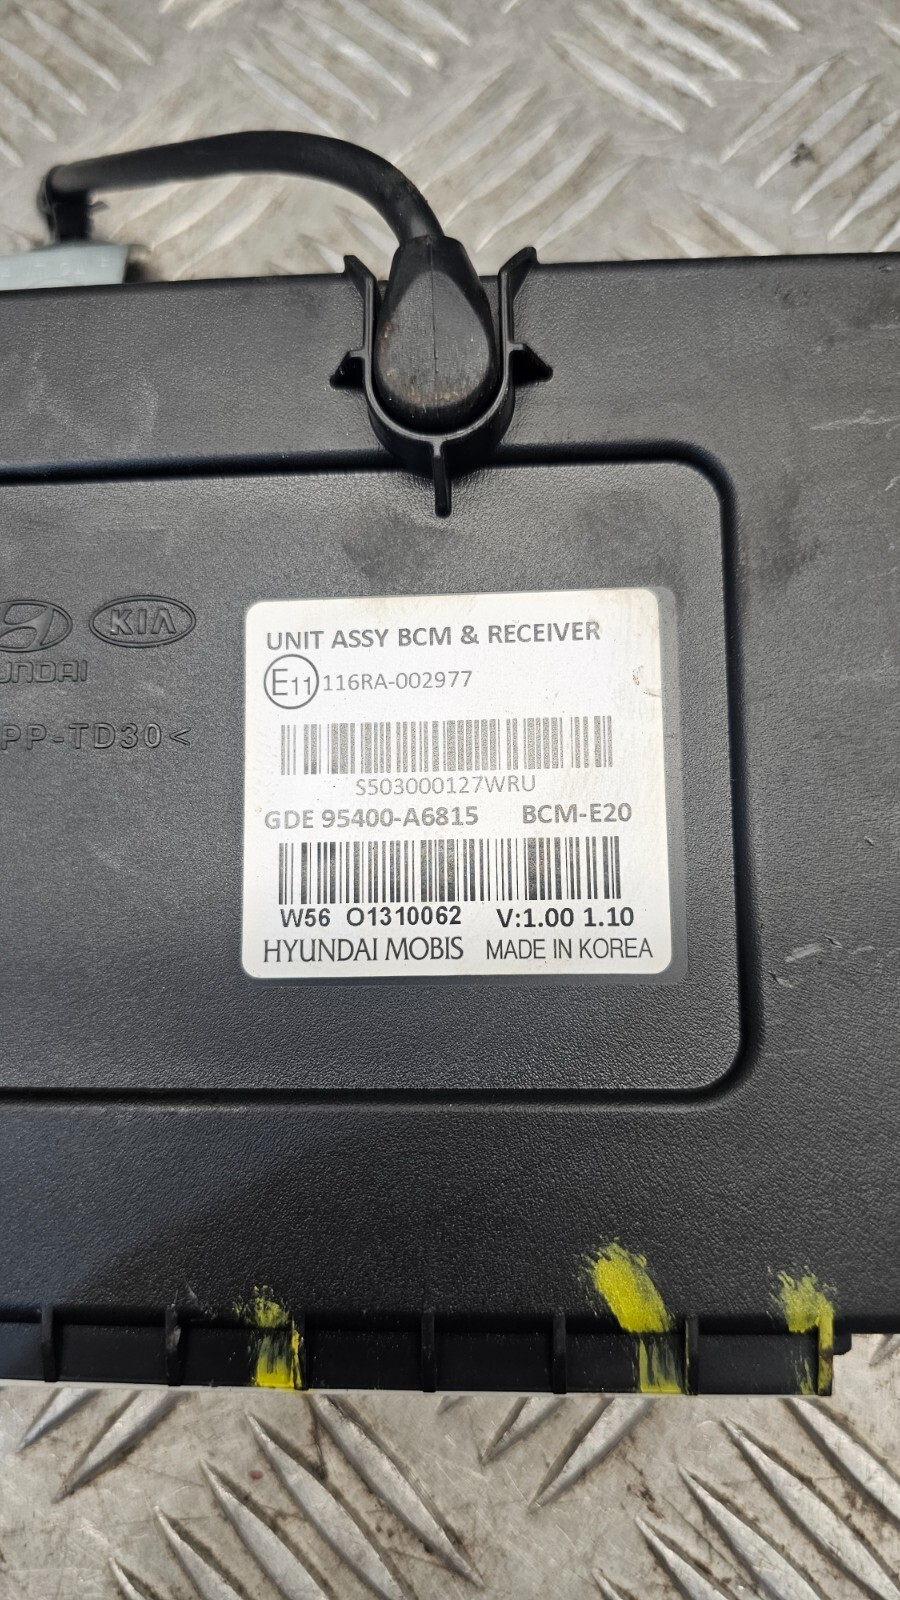 KIA
UNDAI
PP-TD30<
UNIT ASSY BCM & RECEIVER
E11 116RA-002977
S503000127WRU
GDE 95400-A6815 BCM-E20
W56 O1310062 V:1.00 1.10
HYUNDAI MOBIS MADE IN KOREA